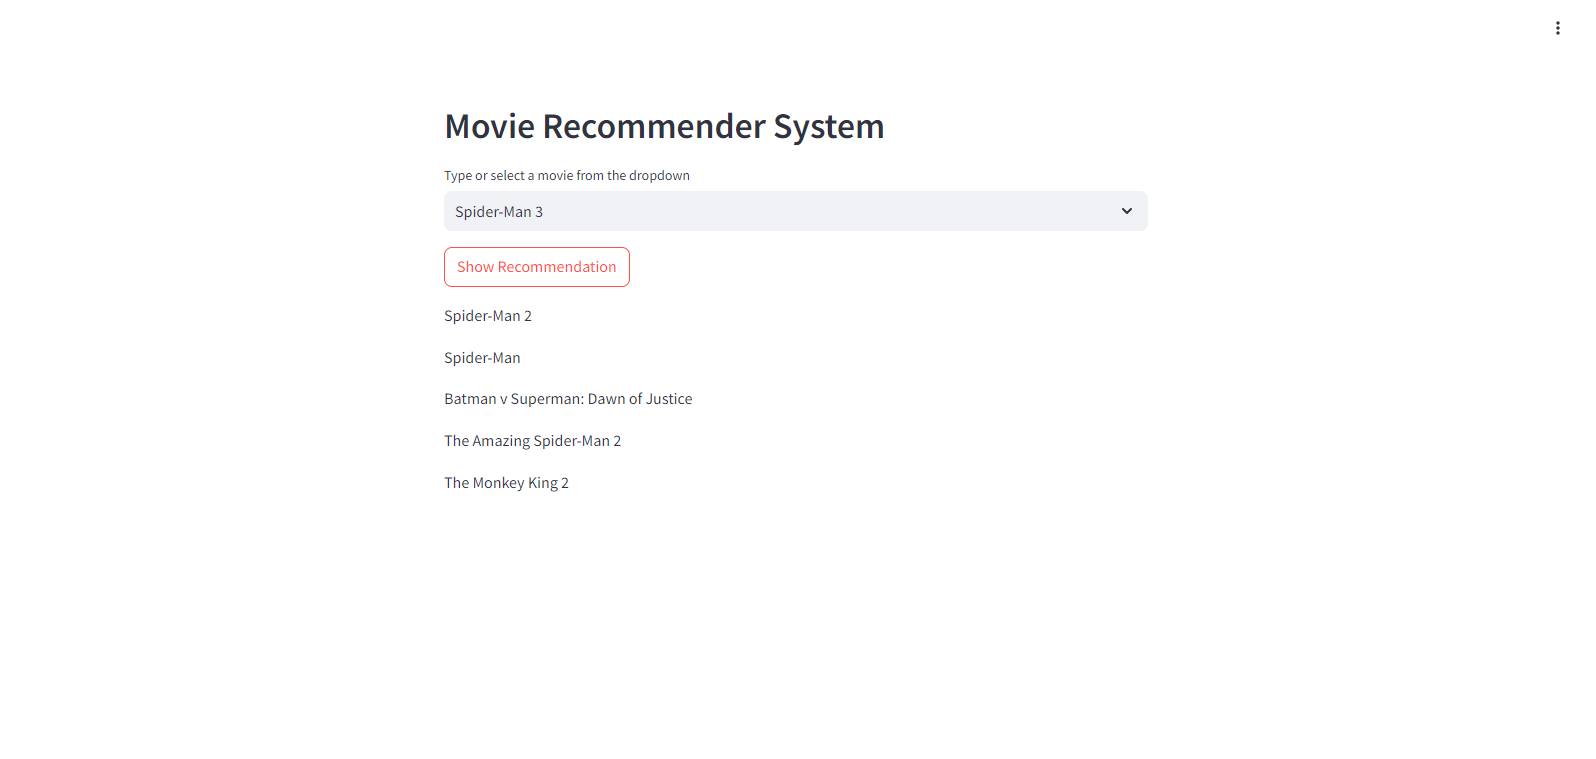 Movie Recommender System
Type or select a movie from the dropdown
Spider-Man 3
Show Recommendation
Spider-Man 2
Spider-Man
Batman v Superman: Dawn of Justice
The Amazing Spider-Man 2
The Monkey King 2